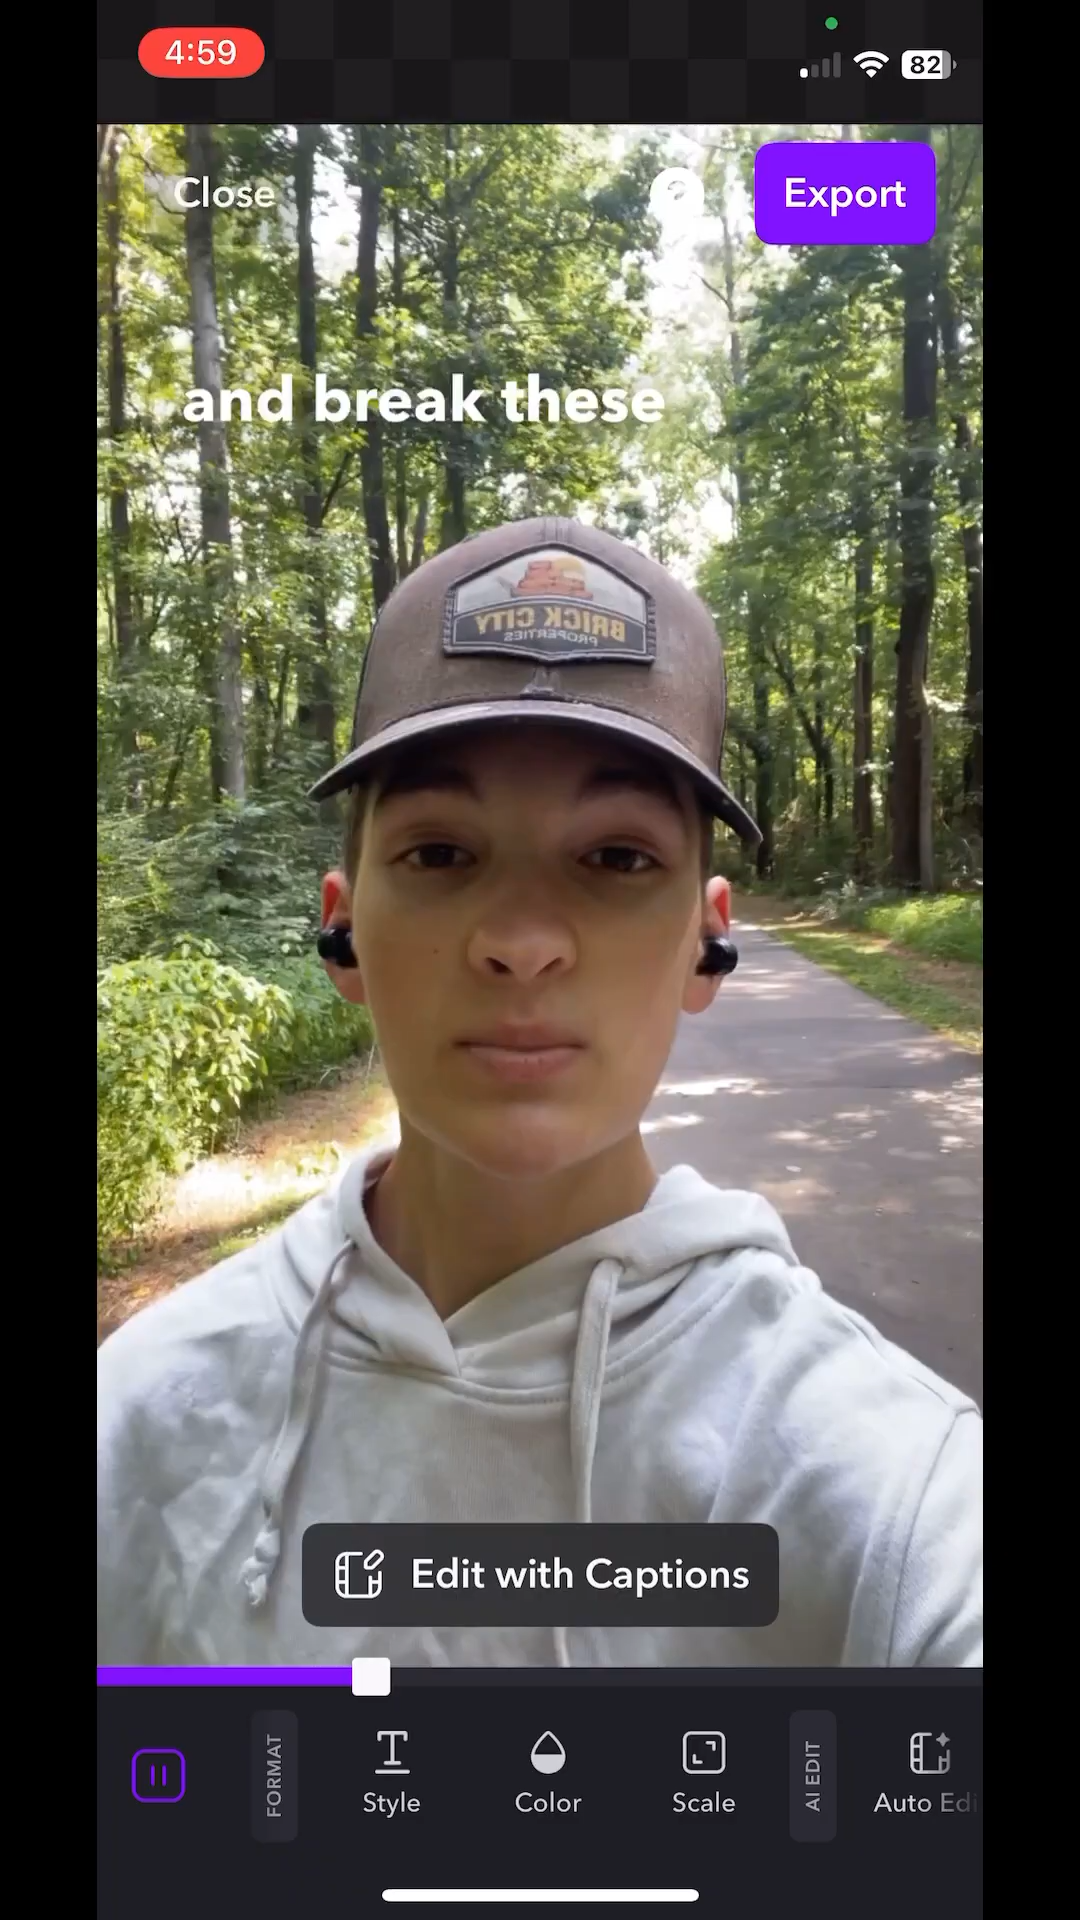 4:59
82
Close
Export
and break these
BRICK CITY
PROPERTIES
Edit with Captions
FORMAT
Style
Color
Scale
AI EDIT
Auto Edi